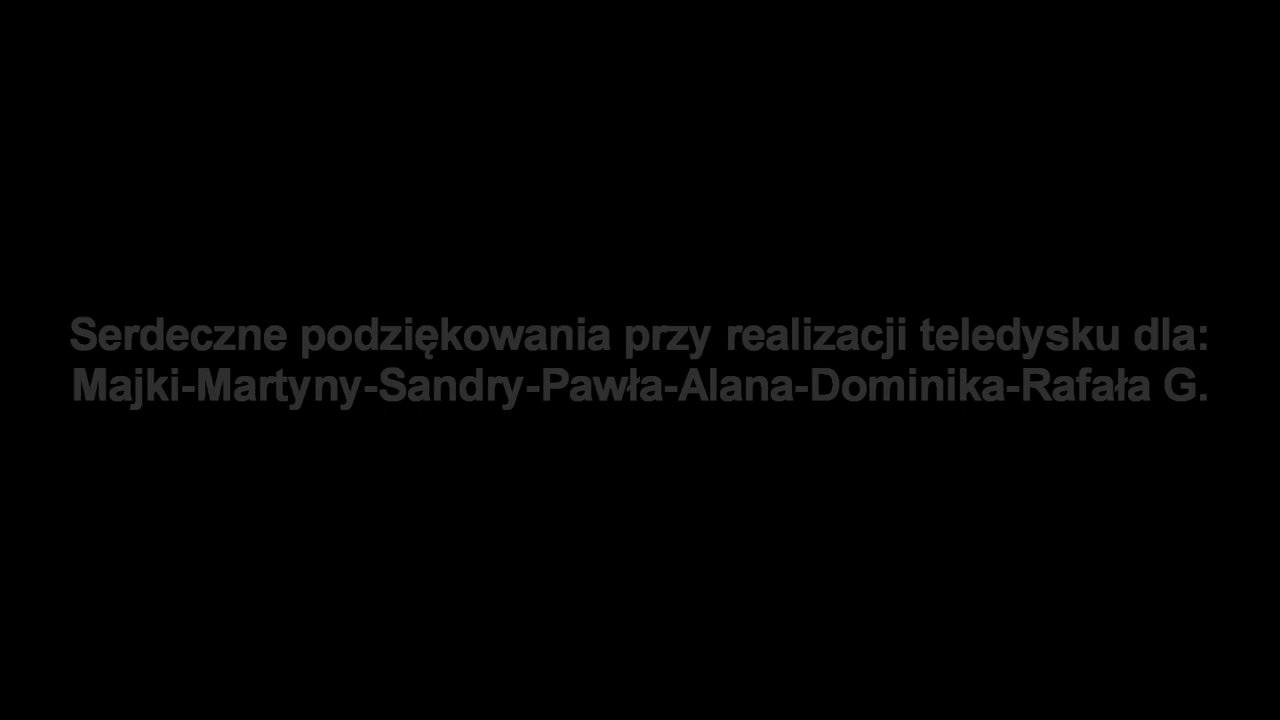 Serdeczne podziękowania przy realizacji teledysku dla:
Majki-Martyny-Sandry-Pawła-Alana-Dominika-Rafała G.